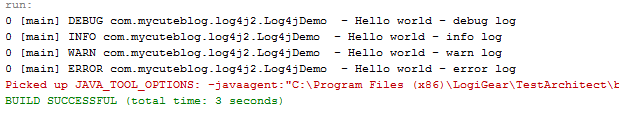 run:
0 [main] DEBUG com.mycuteblog.log4j2.Log4jDemo  - Hello world - debug log
0 [main] INFO com.mycuteblog.log4j2.Log4jDemo  - Hello world - info log
0 [main] WARN com.mycuteblog.log4j2.Log4jDemo  - Hello world - warn log
0 [main] ERROR com.mycuteblog.log4j2.Log4jDemo  - Hello world - error log
Picked up JAVA_TOOL_OPTIONS: -javaagent:"C:\Program Files (x86)\LogiGear\TestArchitect\b
BUILD SUCCESSFUL (total time: 3 seconds)